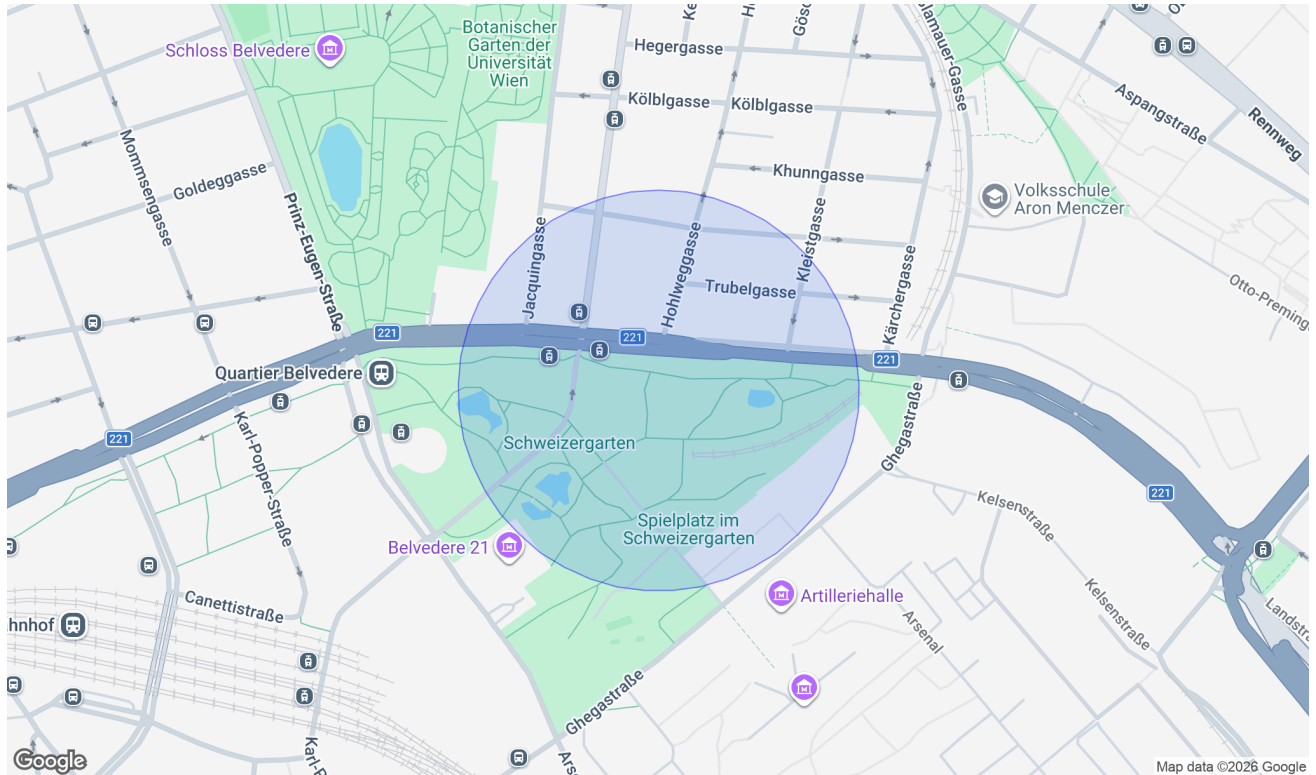 Schloss Belvedere
Botanischer
Garten der
Universität
Wien
Hegergasse
Kölblgasse
Kölblgasse
Khunngasse
Aspangstraße
Rennweg
Mommsengasse
Goldeggasse
Prinz-Eugen-Straße
Jacquingasse
Hohlweggasse
Kleistgasse
Trubelgasse
Kärchergasse
Volksschule
Aron Menczer
221
221
221
221
221
Quartier Belvedere
Karl-Popper-Straße
Schweizergarten
Ghegastraße
Kelsenstraße
Kelsenstraße
Spielplatz im
Schweizergarten
Belvedere 21
Artilleriehalle
Arsenal
Canettistraße
hnhof
Ghegastraße
Google
Map data ©2026 Google